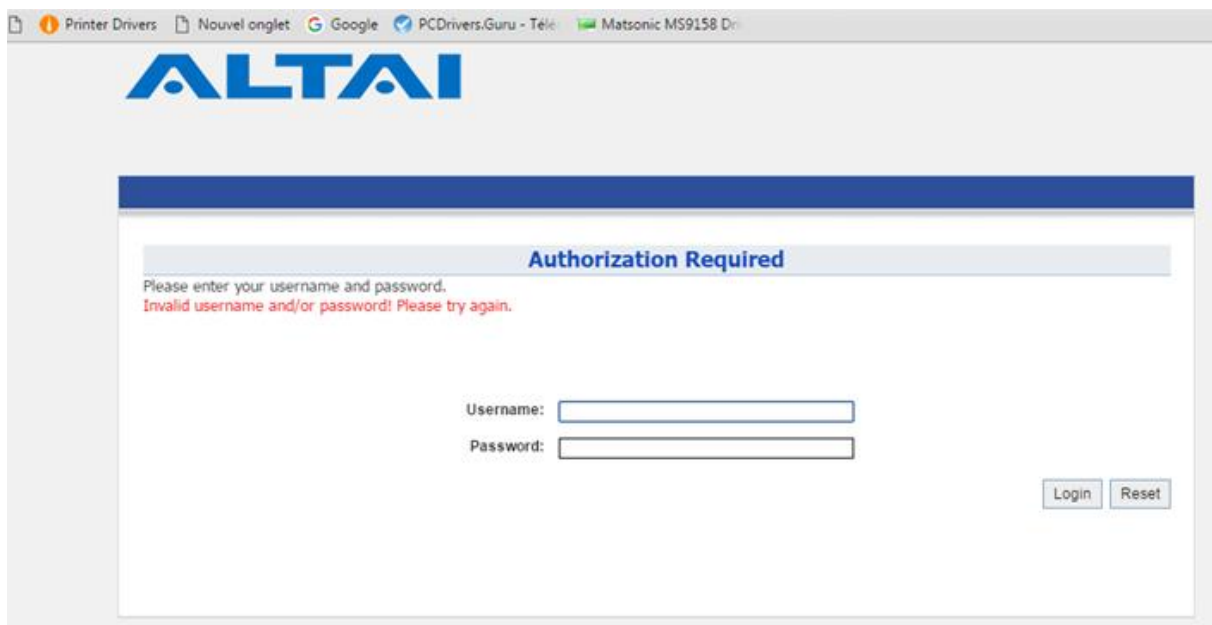 Printer Drivers Nouvel onglet Google PCDrivers.Guru - Télé Matsonic MS9158 Dri
ALTAI
Authorization Required
Please enter your username and password.
Invalid username and/or password! Please try again.
Username:
Password:
Login Reset